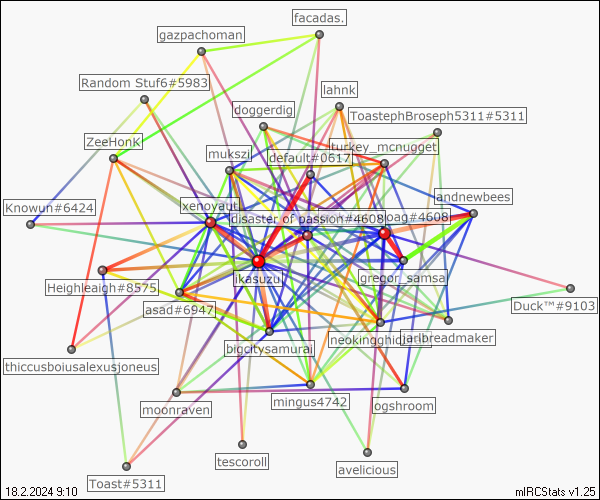 facadas.
gazpachoman
Random Stuf6#5983
lahnk
doggerdig
ToastephBroseph5311#5311
ZeeHonK
turkey_mcnugget
mukszi
default#0617
andnewbees
Knowun#6424
xenoyaut
disaster of passion#4608
oag#4608
ikasuzu
gregor_samsa
Heighleaigh#8575
asad#6947
Duck™#9103
bigcitysamurai
neokingghid
jaribreadmaker
thiccusboiusalexusjoneus
moonraven
mingus4742
ogshroom
tescoroll
avelicious
Toast#5311
18.2.2024 9:10
mIRCStats v1.25